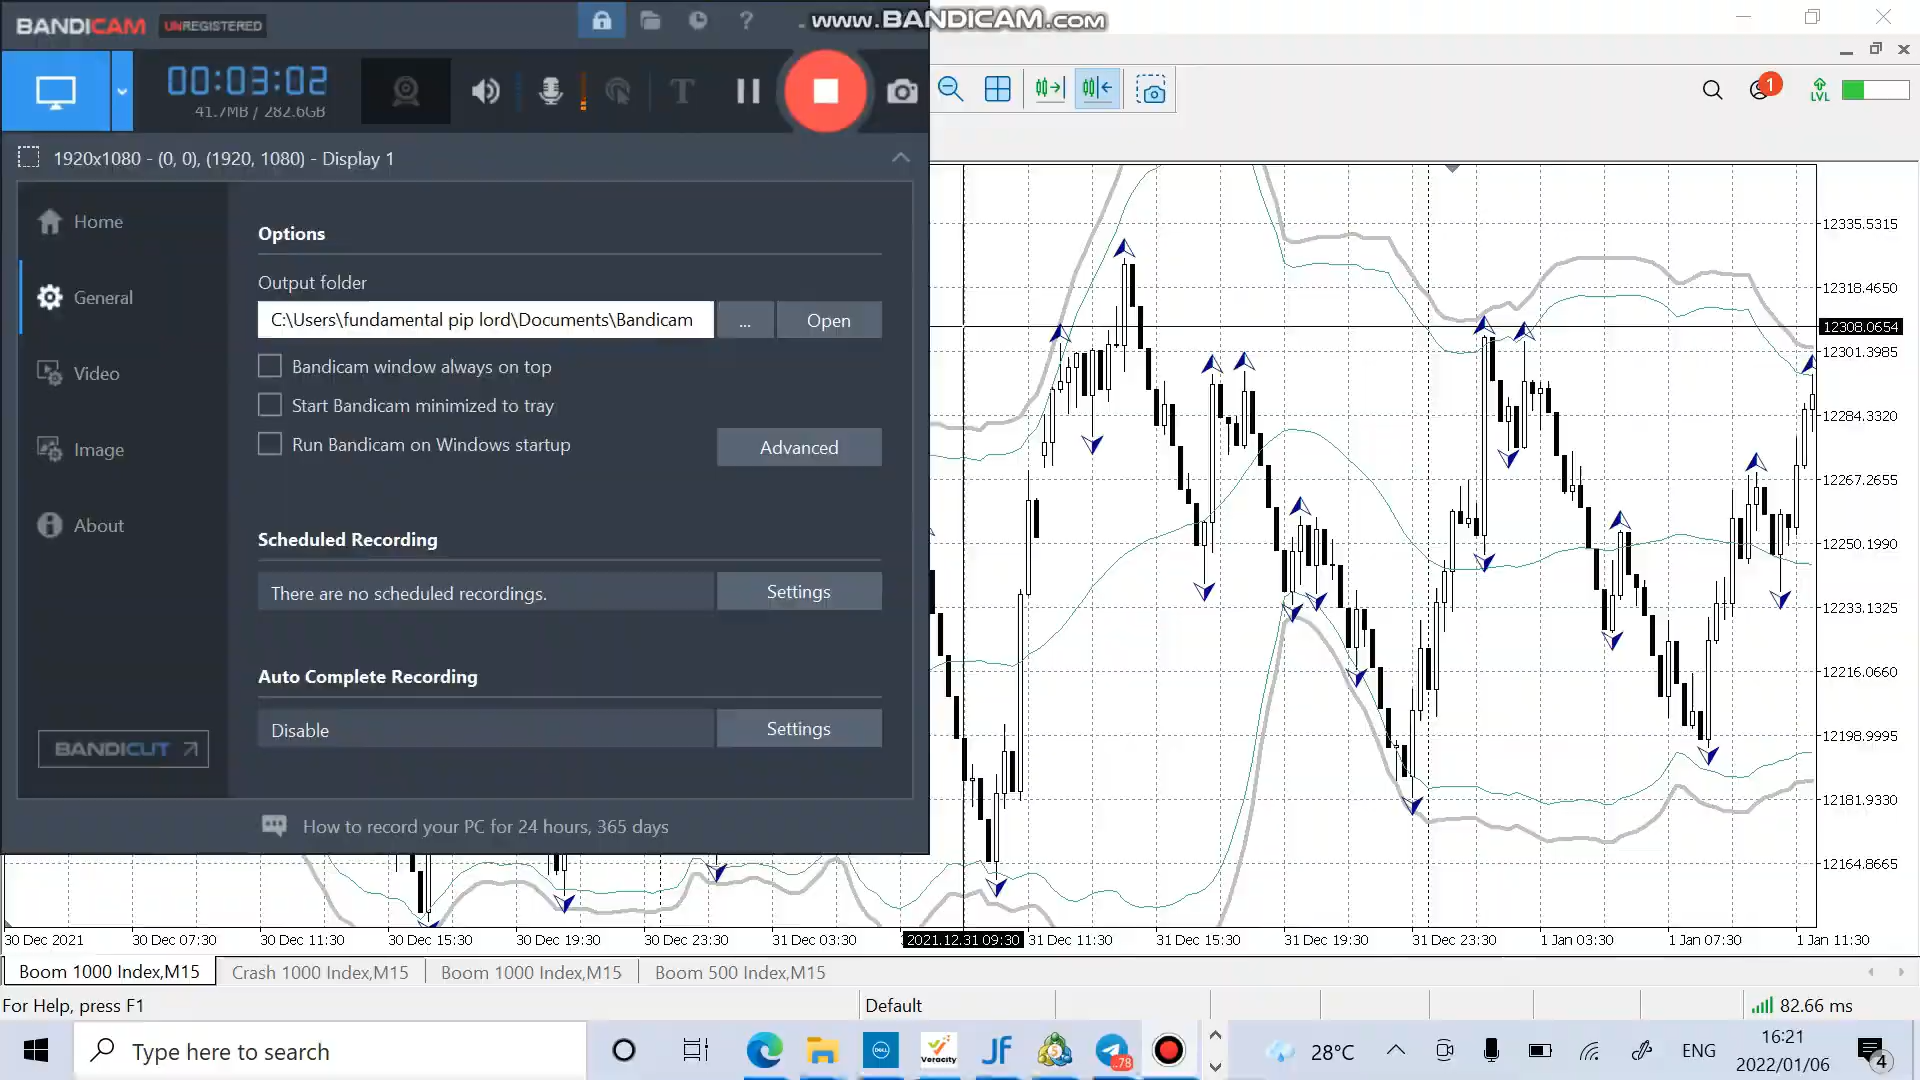 BANDICAM UNREGISTERED
www.BANDICAM.com
00:03:02
41.7MB / 282.6GB
T
1
LVL
1920x1080 - (0, 0), (1920, 1080) - Display 1
Home
General
Video
Image
About
BANDICUT
Options
Output folder
C:\Users\fundamental pip lord\Documents\Bandicam
...
Open
Bandicam window always on top
Start Bandicam minimized to tray
Run Bandicam on Windows startup
Advanced
Scheduled Recording
There are no scheduled recordings.
Settings
Auto Complete Recording
Disable
Settings
How to record your PC for 24 hours, 365 days
12335.5315
12318.4650
12308.0654
12301.3985
12284.3320
12267.2655
12250.1990
12233.1325
12216.0660
12198.9995
12181.9330
12164.8665
30 Dec 2021
30 Dec 07:30
30 Dec 11:30
30 Dec 15:30
30 Dec 19:30
30 Dec 23:30
31 Dec 03:30
2021.12.31 09:30
31 Dec 11:30
31 Dec 15:30
31 Dec 19:30
31 Dec 23:30
1 Jan 03:30
1 Jan 07:30
1 Jan 11:30
Boom 1000 Index,M15
Crash 1000 Index,M15
Boom 1000 Index,M15
Boom 500 Index,M15
For Help, press F1
Default
82.66 ms
Type here to search
DELL
Veracity
JF
5
.78
28°C
ENG
16:21
2022/01/06
4